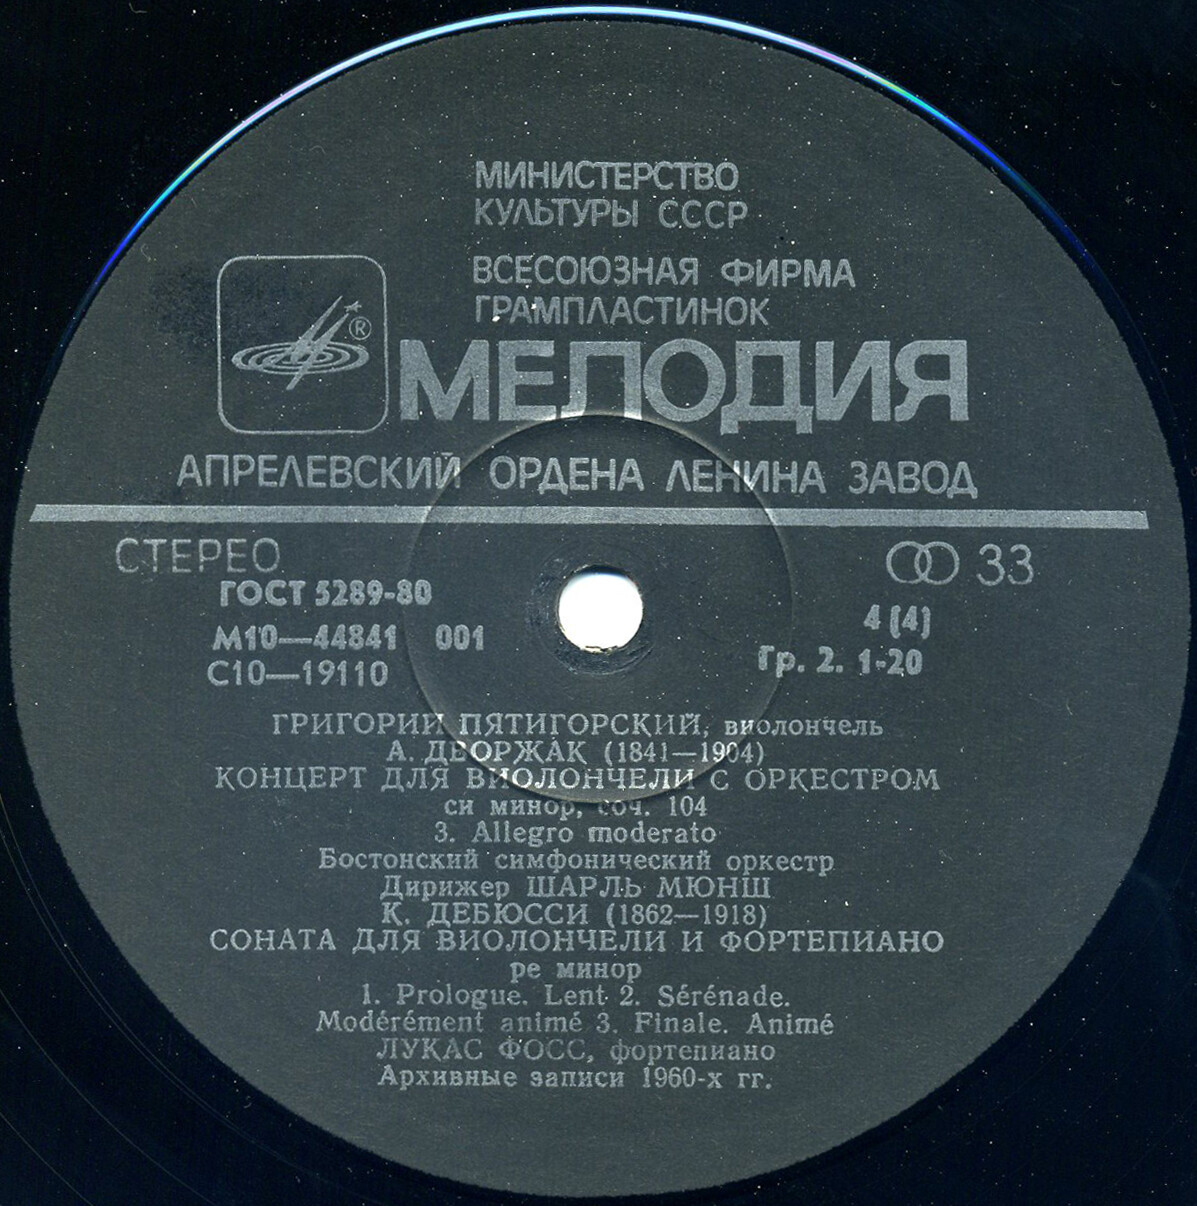 МИНИСТЕРСТВО
КУЛЬТУРЫ СССР
ВСЕСОЮЗНАЯ ФИРМА
ГРАМПЛАСТИНОК
®
МЕЛОДИЯ
АПРЕЛЕВСКИЙ ОРДЕНА ЛЕНИНА ЗАВОД
СТЕРЕО
33
ГОСТ 5289-80
4 (4)
М10—44841 001
Гр. 2. 1-20
С10—19110
ГРИГОРИЙ ПЯТИГОРСКИЙ, виолончель
А. ДВОРЖАК (1841—1904)
КОНЦЕРТ ДЛЯ ВИОЛОНЧЕЛИ С ОРКЕСТРОМ
си минор, соч. 104
3. Allegro moderato
Бостонский симфонический оркестр
Дирижер ШАРЛЬ МЮНШ
К. ДЕБЮССИ (1862—1918)
СОНАТА ДЛЯ ВИОЛОНЧЕЛИ И ФОРТЕПИАНО
ре минор
1. Prologue. Lent 2. Sérénade.
Modérément animé 3. Finale. Animé
ЛУКАС ФОСС, фортепиано
Архивные записи 1960-х гг.